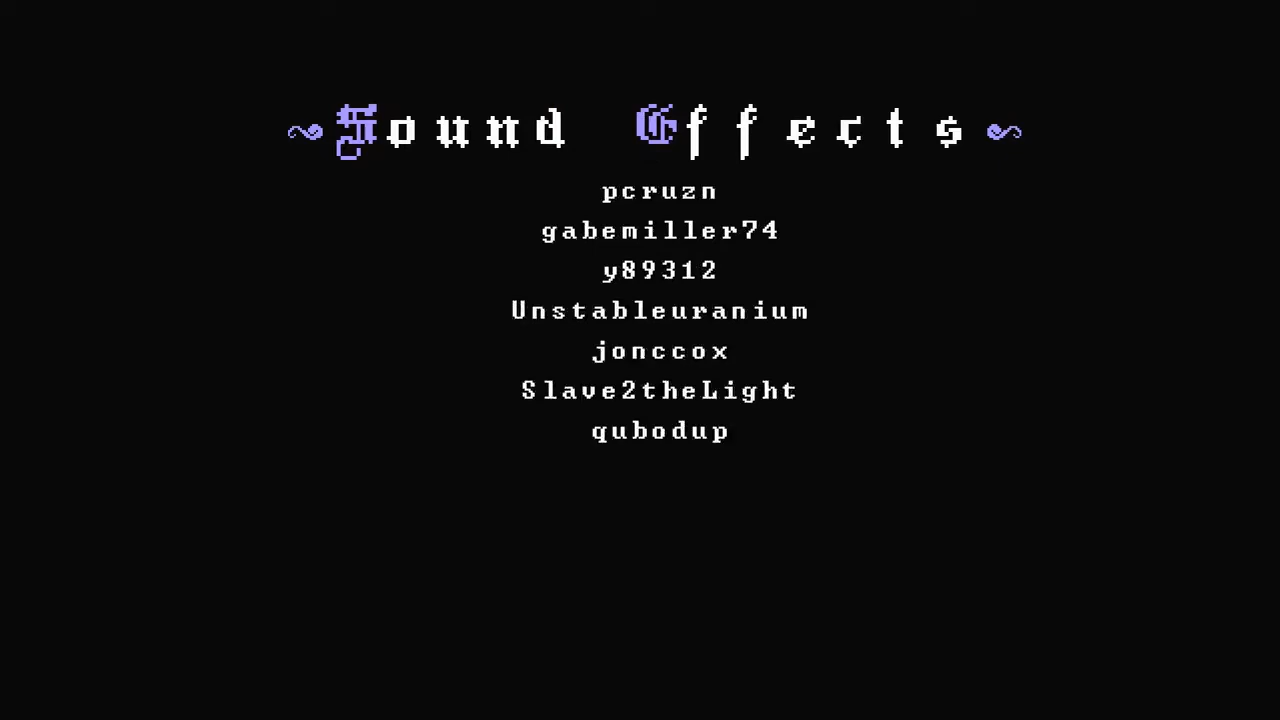 Sound Effects
pcruzn
gabemiller74
y89312
Unstableuranium
jonccox
Slave2theLight
qubodup